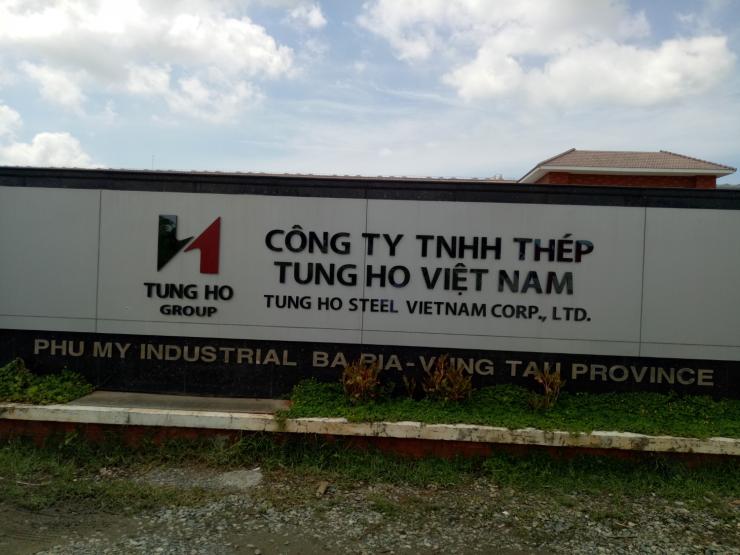 TUNG HO
GROUP
CÔNG TY TNHH THÉP
TUNG HO VIỆT NAM
TUNG HO STEEL VIETNAM CORP., LTD.
PHU MY INDUSTRIAL BA RIA-VUNG TAU PROVINCE